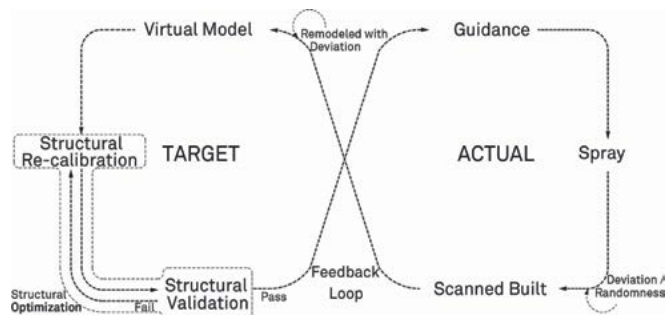 Virtual Model
Remodeled with
Deviation
Guidance
Structural
Re-calibration
TARGET
ACTUAL
Spray
Structural
Validation
Feedback
Loop
Scanned Built
Deviation /
Randomness
Structural
Optimization
Fail
Pass